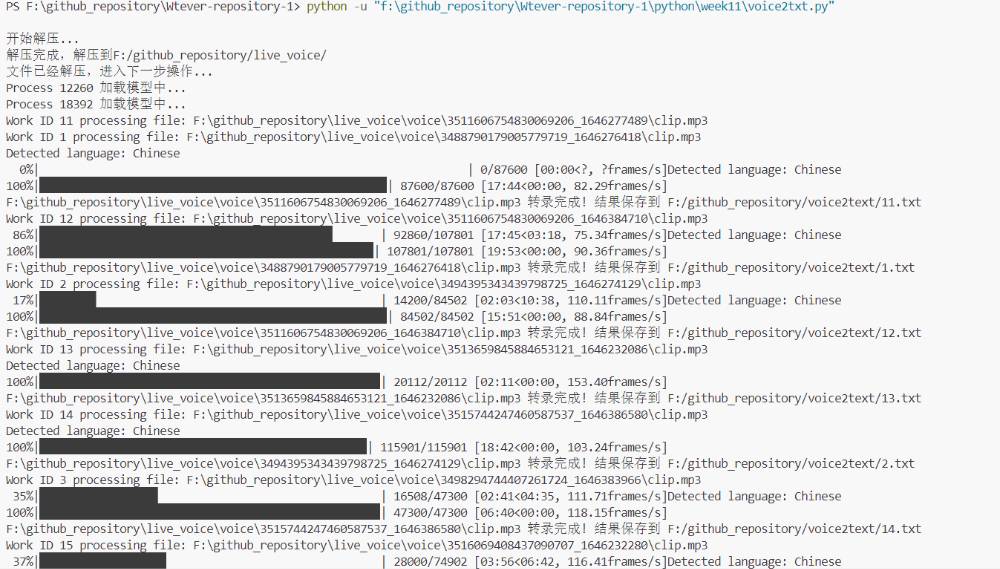 PS F:\github_repository\Wtever-repository-1> python -u "f:\github_repository\Wtever-repository-1\python\week11\voice2txt.py"
开始解压...
解压完成，解压到F:/github_repository/live_voice/
文件已经解压，进入下一步操作...
Process 12260 加载模型中...
Process 18392 加载模型中...
Work ID 11 processing file: F:\github_repository\live_voice\voice\3511606754830069206_1646277489\clip.mp3
Work ID 1 processing file: F:\github_repository\live_voice\voice\3488790179005779719_1646276418\clip.mp3
Detected language: Chinese
0%| | 0/87600 [00:00<?, ?frames/s]Detected language: Chinese
100%| | 87600/87600 [17:44<00:00, 82.29frames/s]
F:\github_repository\live_voice\voice\3511606754830069206_1646277489\clip.mp3 转录完成! 结果保存到 F:/github_repository/voice2text/11.txt
Work ID 12 processing file: F:\github_repository\live_voice\voice\3511606754830069206_1646384710\clip.mp3
86%| | 92860/107801 [17:45<03:18, 75.34frames/s]Detected language: Chinese
100%| | 107801/107801 [19:53<00:00, 90.36frames/s]
F:\github_repository\live_voice\voice\3488790179005779719_1646276418\clip.mp3 转录完成! 结果保存到 F:/github_repository/voice2text/1.txt
Work ID 2 processing file: F:\github_repository\live_voice\voice\3494395343439798725_1646274129\clip.mp3
17%| | 14200/84502 [02:03<10:38, 110.11frames/s]Detected language: Chinese
100%| | 84502/84502 [15:51<00:00, 88.84frames/s]
F:\github_repository\live_voice\voice\3511606754830069206_1646384710\clip.mp3 转录完成! 结果保存到 F:/github_repository/voice2text/12.txt
Work ID 13 processing file: F:\github_repository\live_voice\voice\3513659845884653121_1646232086\clip.mp3
Detected language: Chinese
100%| | 20112/20112 [02:11<00:00, 153.40frames/s]
F:\github_repository\live_voice\voice\3513659845884653121_1646232086\clip.mp3 转录完成! 结果保存到 F:/github_repository/voice2text/13.txt
Work ID 14 processing file: F:\github_repository\live_voice\voice\3515744247460587537_1646386580\clip.mp3
Detected language: Chinese
100%| | 115901/115901 [18:42<00:00, 103.24frames/s]
F:\github_repository\live_voice\voice\3494395343439798725_1646274129\clip.mp3 转录完成! 结果保存到 F:/github_repository/voice2text/2.txt
Work ID 3 processing file: F:\github_repository\live_voice\voice\3498294744407261724_1646383966\clip.mp3
35%| | 16508/47300 [02:41<04:35, 111.71frames/s]Detected language: Chinese
100%| | 47300/47300 [06:40<00:00, 118.15frames/s]
F:\github_repository\live_voice\voice\3515744247460587537_1646386580\clip.mp3 转录完成! 结果保存到 F:/github_repository/voice2text/14.txt
Work ID 15 processing file: F:\github_repository\live_voice\voice\3516069408437090707_1646232280\clip.mp3
37%| | 28000/74902 [03:56<06:42, 116.41frames/s]Detected language: Chinese